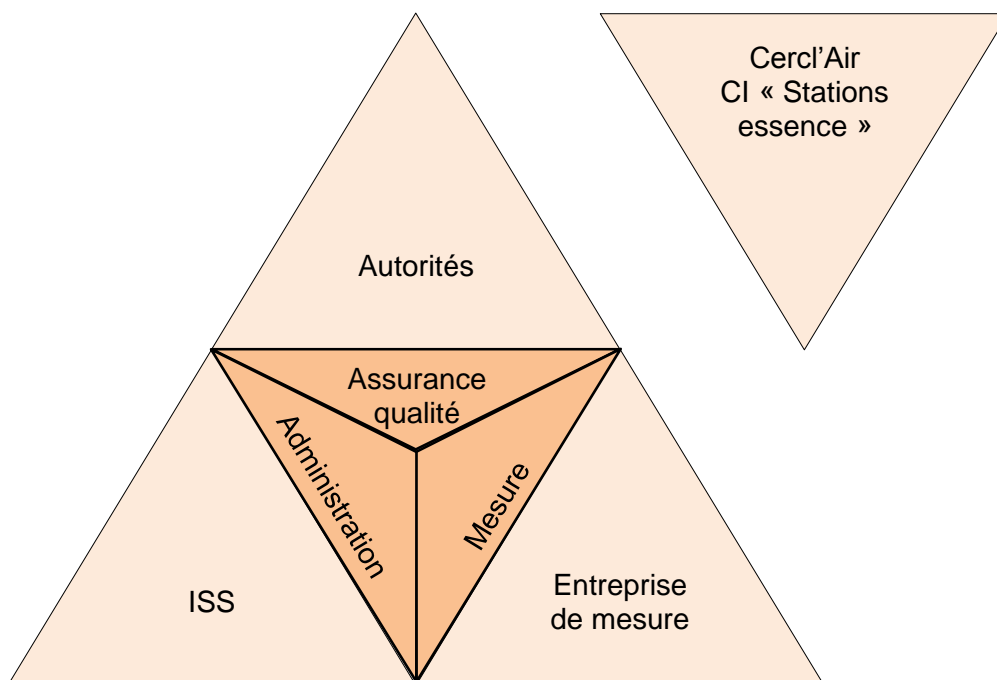 Cercl’Air
CI « Stations
essence »
Autorités
Assurance
qualité
Administration
Mesure
ISS
Entreprise
de mesure